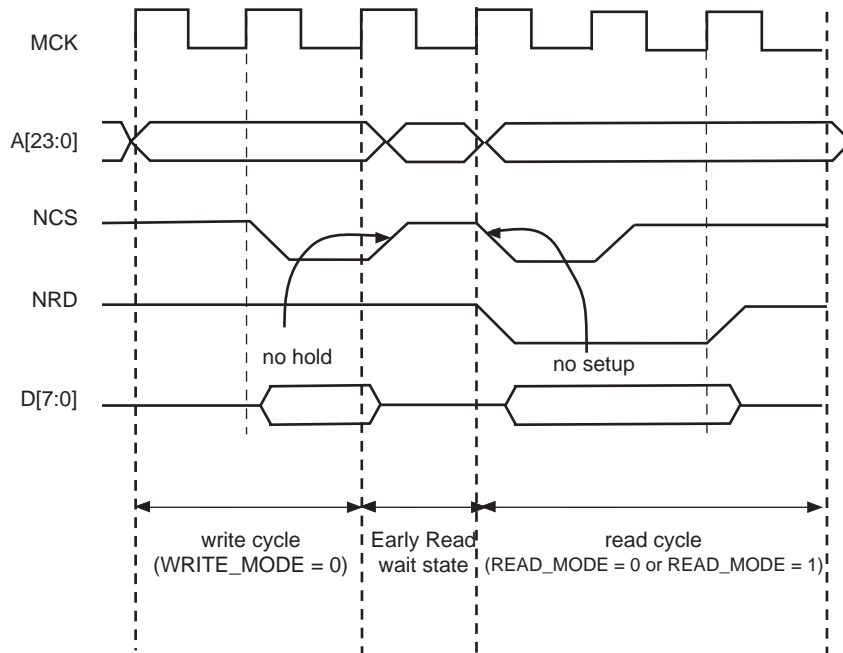 MCK
A[23:0]
NCS
NRD
no hold
no setup
D[7:0]
write cycle
(WRITE_MODE = 0)
Early Read
wait state
read cycle
(READ_MODE = 0 or READ_MODE = 1)